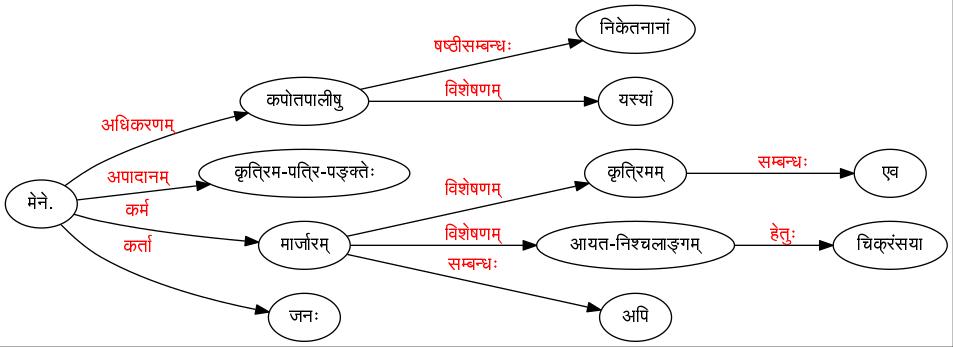 निकेतनानां
षष्ठीसम्बन्धः
कपोतपालीषु
विशेषणम्
यस्यां
अधिकरणम्
कृत्रिमम्
सम्बन्धः
एव
कृत्रिम-पत्रि-पङ्क्तेः
अपादानम्
विशेषणम्
मेने.
कर्म
विशेषणम्
आयत-निश्चलाङ्गम्
हेतुः
चिक्रंसया
मार्जारम्
कर्ता
सम्बन्धः
जनः
अपि